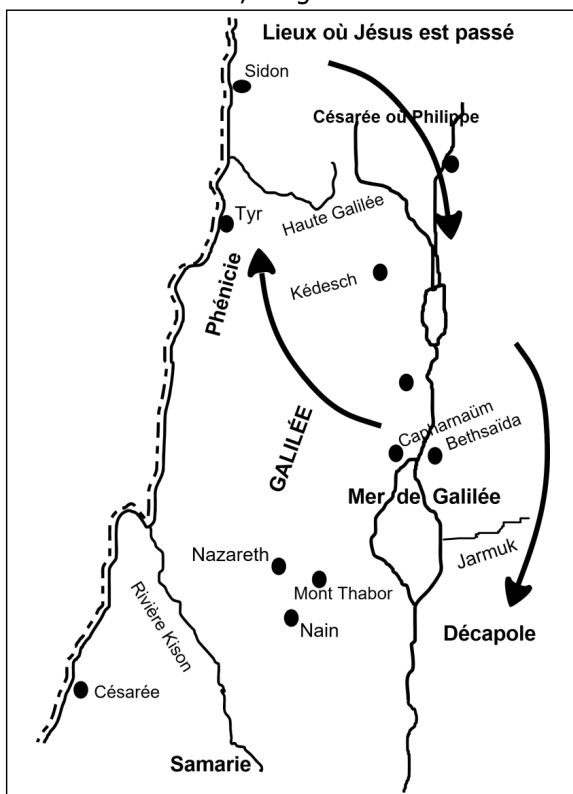 Lieux où Jésus est passé
Sidon
Césarée où Philippe
Tyr
Haute Galilée
Kédesch
Phénicie
GALILÉE
Capharnaüm
Bethsaïda
Mer de Galilée
Jarmuk
Nazareth
Mont Thabor
Nain
Décapole
Rivière Kison
Césarée
Samarie